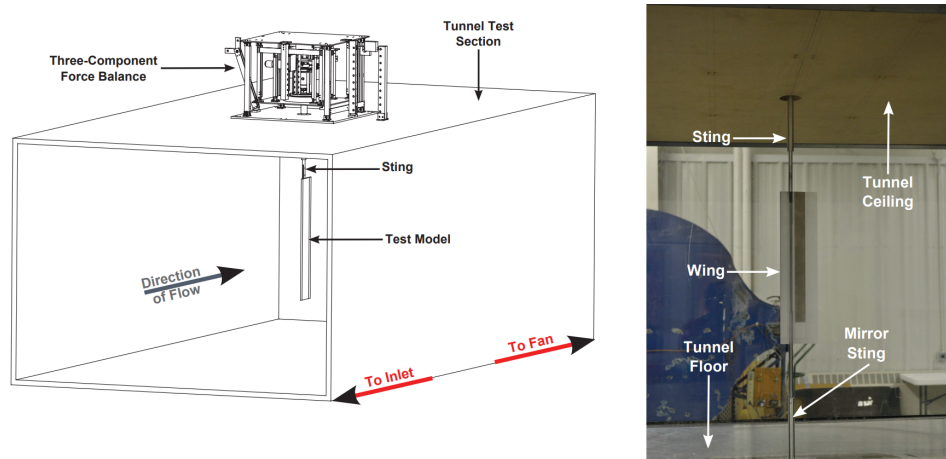 Tunnel Test
Section
Three-Component
Force Balance
Sting
Test Model
Direction
of Flow
To Fan
To Inlet
Sting
Tunnel
Ceiling
Wing
Mirror
Sting
Tunnel
Floor